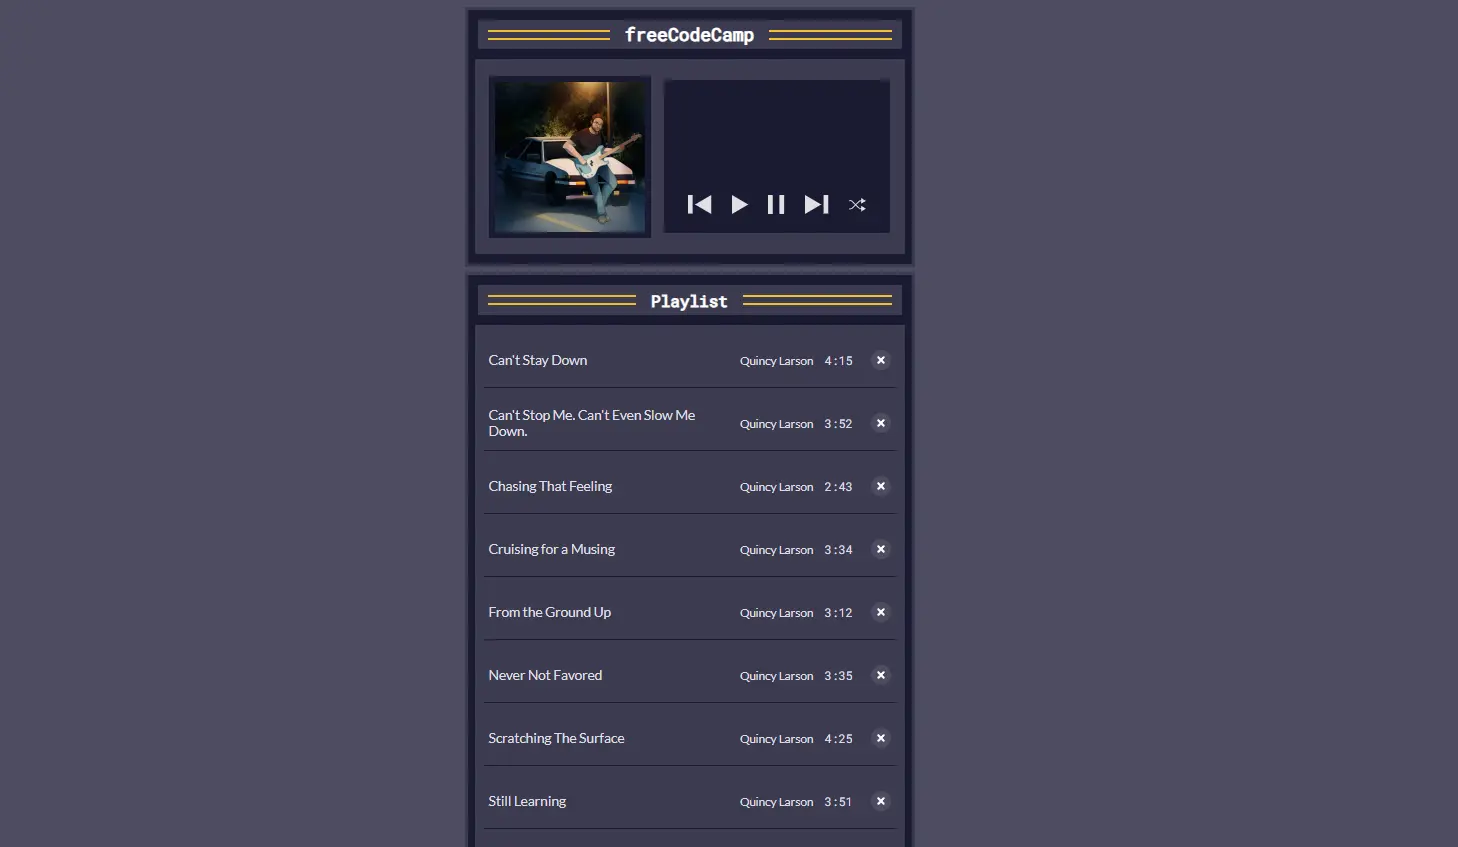 freeCodeCamp
Playlist
Can't Stay Down Quincy Larson 4:15
Can't Stop Me. Can't Even Slow Me
Down. Quincy Larson 3:52
Chasing That Feeling Quincy Larson 2:43
Cruising for a Musing Quincy Larson 3:34
From the Ground Up Quincy Larson 3:12
Never Not Favored Quincy Larson 3:35
Scratching The Surface Quincy Larson 4:25
Still Learning Quincy Larson 3:51